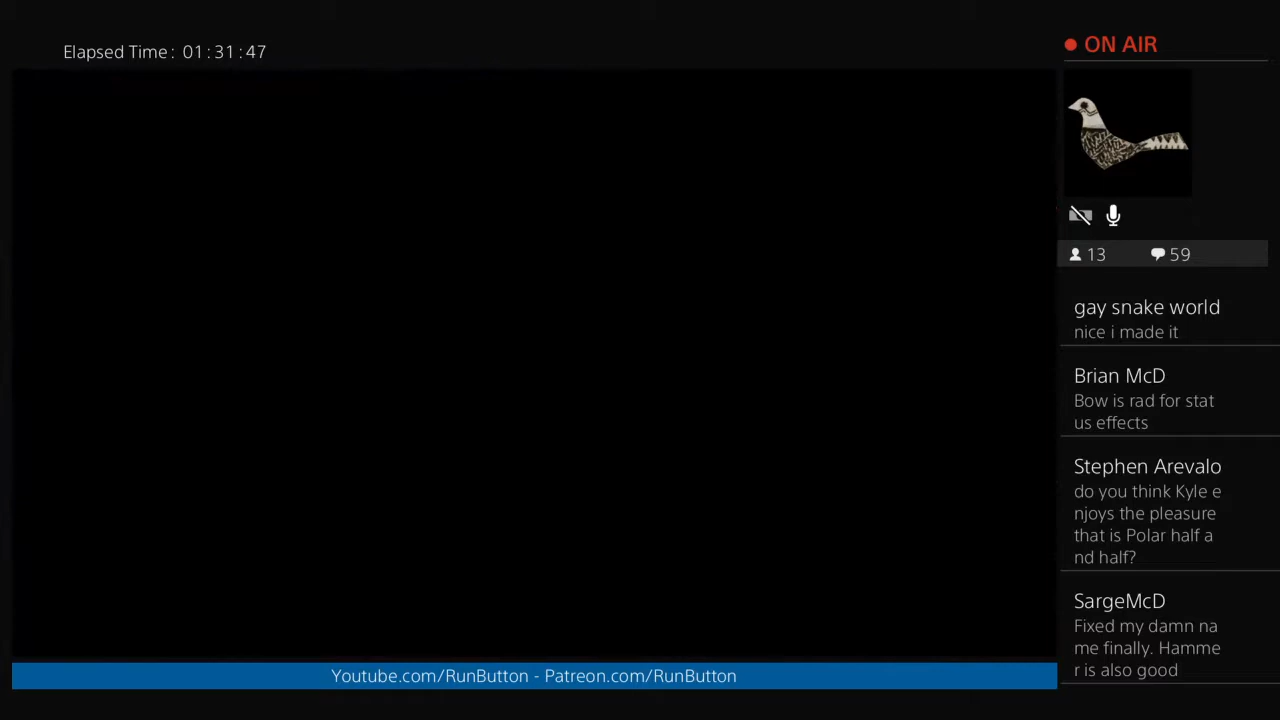 Elapsed Time: 01:31:47
ON AIR
13 59
gay snake world
nice i made it
Brian McD
Bow is rad for stat
us effects
Stephen Arevalo
do you think Kyle e
njoys the pleasure
that is Polar half a
nd half?
SargeMcD
Fixed my damn na
me finally. Hamme
r is also good
Youtube.com/RunButton - Patreon.com/RunButton